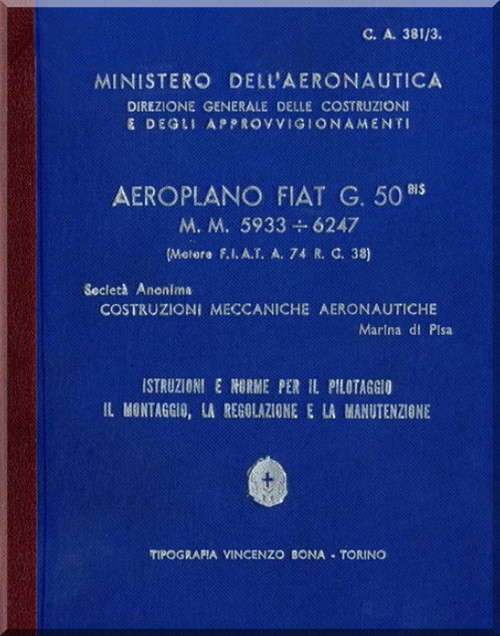 C. A. 381/3.
MINISTERO DELL'AERONAUTICA
DIREZIONE GENERALE DELLE COSTRUZIONI
E DEGLI APPROVVIGIONAMENTI
AEROPLANO FIAT G. 50 BIS
M. M. 5933 ÷ 6247
(Motore F.I.A.T. A. 74 R. C. 38)
Società Anonima
COSTRUZIONI MECCANICHE AERONAUTICHE
Marina di Pisa
ISTRUZIONI E NORME PER IL PILOTAGGIO
IL MONTAGGIO, LA REGOLAZIONE E LA MANUTENZIONE
TIPOGRAFIA VINCENZO BONA - TORINO